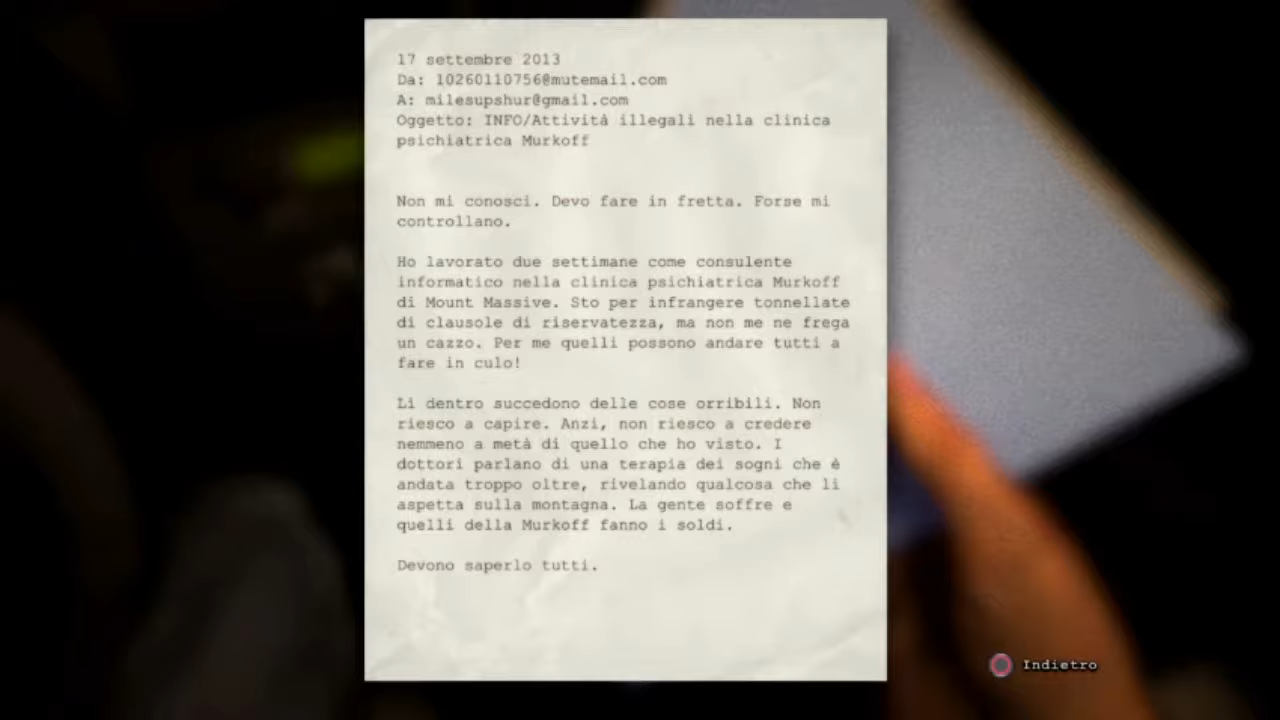 17 settembre 2013
Da: 10260110756@mutemail.com
A: milesupshur@gmail.com
Oggetto: INFO/Attività illegali nella clinica
psichiatrica Murkoff
Non mi conosci. Devo fare in fretta. Forse mi
controllano.
Ho lavorato due settimane come consulente
informatico nella clinica psichiatrica Murkoff
di Mount Massive. Sto per infrangere tonnellate
di clausole di riservatezza, ma non me ne frega
un cazzo. Per me quelli possono andare tutti a
fare in culo!
Lì dentro succedono delle cose orribili. Non
riesco a capire. Anzi, non riesco a credere
nemmeno a metà di quello che ho visto. I
dottori parlano di una terapia dei sogni che è
andata troppo oltre, rivelando qualcosa che li
aspetta sulla montagna. La gente soffre e
quelli della Murkoff fanno i soldi.
Devono saperlo tutti.
Indietro